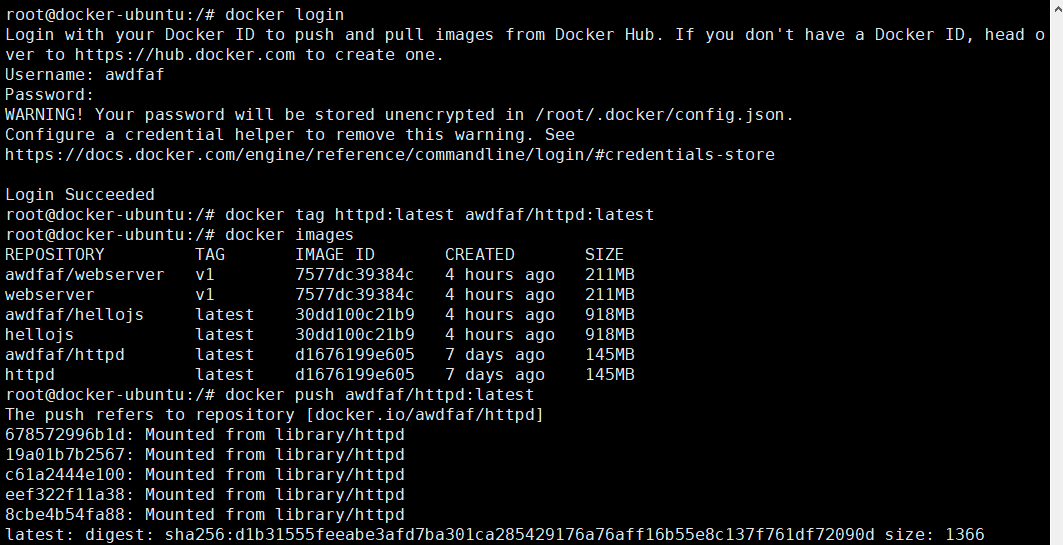 root@docker-ubuntu:/# docker login
Login with your Docker ID to push and pull images from Docker Hub. If you don't have a Docker ID, head o
ver to https://hub.docker.com to create one.
Username: awdfaf
Password:
WARNING! Your password will be stored unencrypted in /root/.docker/config.json.
Configure a credential helper to remove this warning. See
https://docs.docker.com/engine/reference/commandline/login/#credentials-store

Login Succeeded
root@docker-ubuntu:/# docker tag httpd:latest awdfaf/httpd:latest
root@docker-ubuntu:/# docker images
REPOSITORY         TAG       IMAGE ID       CREATED       SIZE
awdfaf/webserver   v1        7577dc39384c   4 hours ago   211MB
webserver          v1        7577dc39384c   4 hours ago   211MB
awdfaf/hellojs     latest    30dd100c21b9   4 hours ago   918MB
hellojs            latest    30dd100c21b9   4 hours ago   918MB
awdfaf/httpd       latest    d1676199e605   7 days ago    145MB
httpd              latest    d1676199e605   7 days ago    145MB
root@docker-ubuntu:/# docker push awdfaf/httpd:latest
The push refers to repository [docker.io/awdfaf/httpd]
678572996b1d: Mounted from library/httpd
19a01b7b2567: Mounted from library/httpd
c61a2444e100: Mounted from library/httpd
eef322f11a38: Mounted from library/httpd
8cbe4b54fa88: Mounted from library/httpd
latest: digest: sha256:d1b31555feeabe3afd7ba301ca285429176a76aff16b55e8c137f761df72090d size: 1366